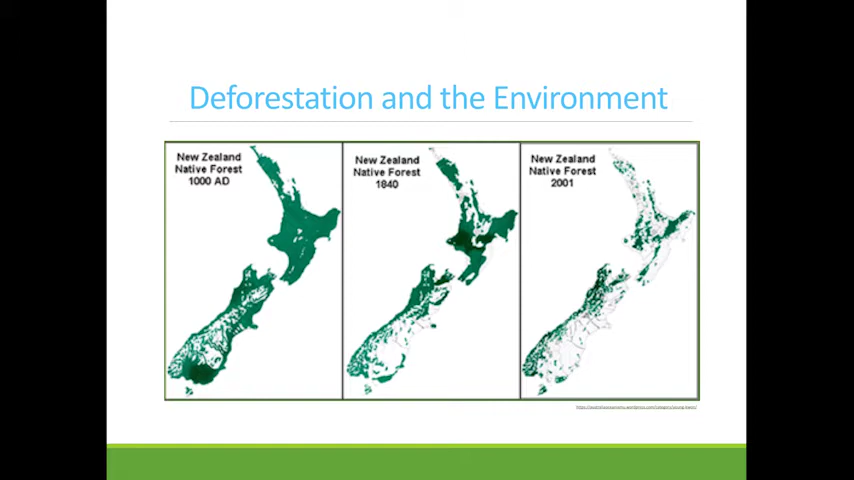 Deforestation and the Environment
New Zealand
Native Forest
1000 AD
New Zealand
Native Forest
1840
New Zealand
Native Forest
2001